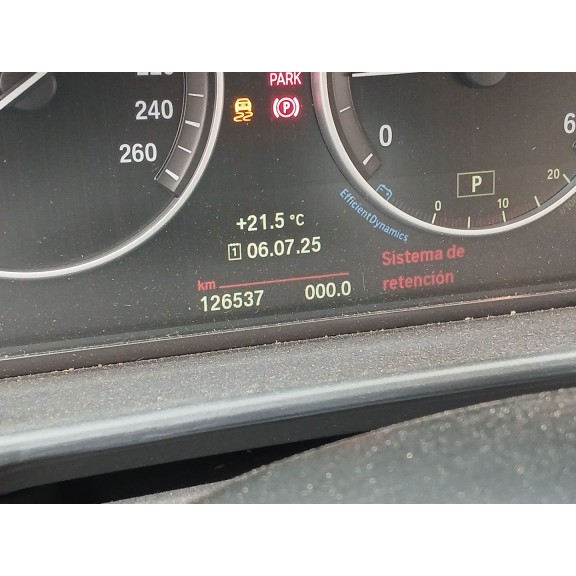 PARK
240
260
P
0
6
EfficientDynamics
P
0
10
20
+21.5 °C
1 06.07.25
Sistema de
retención
km
126537 000.0